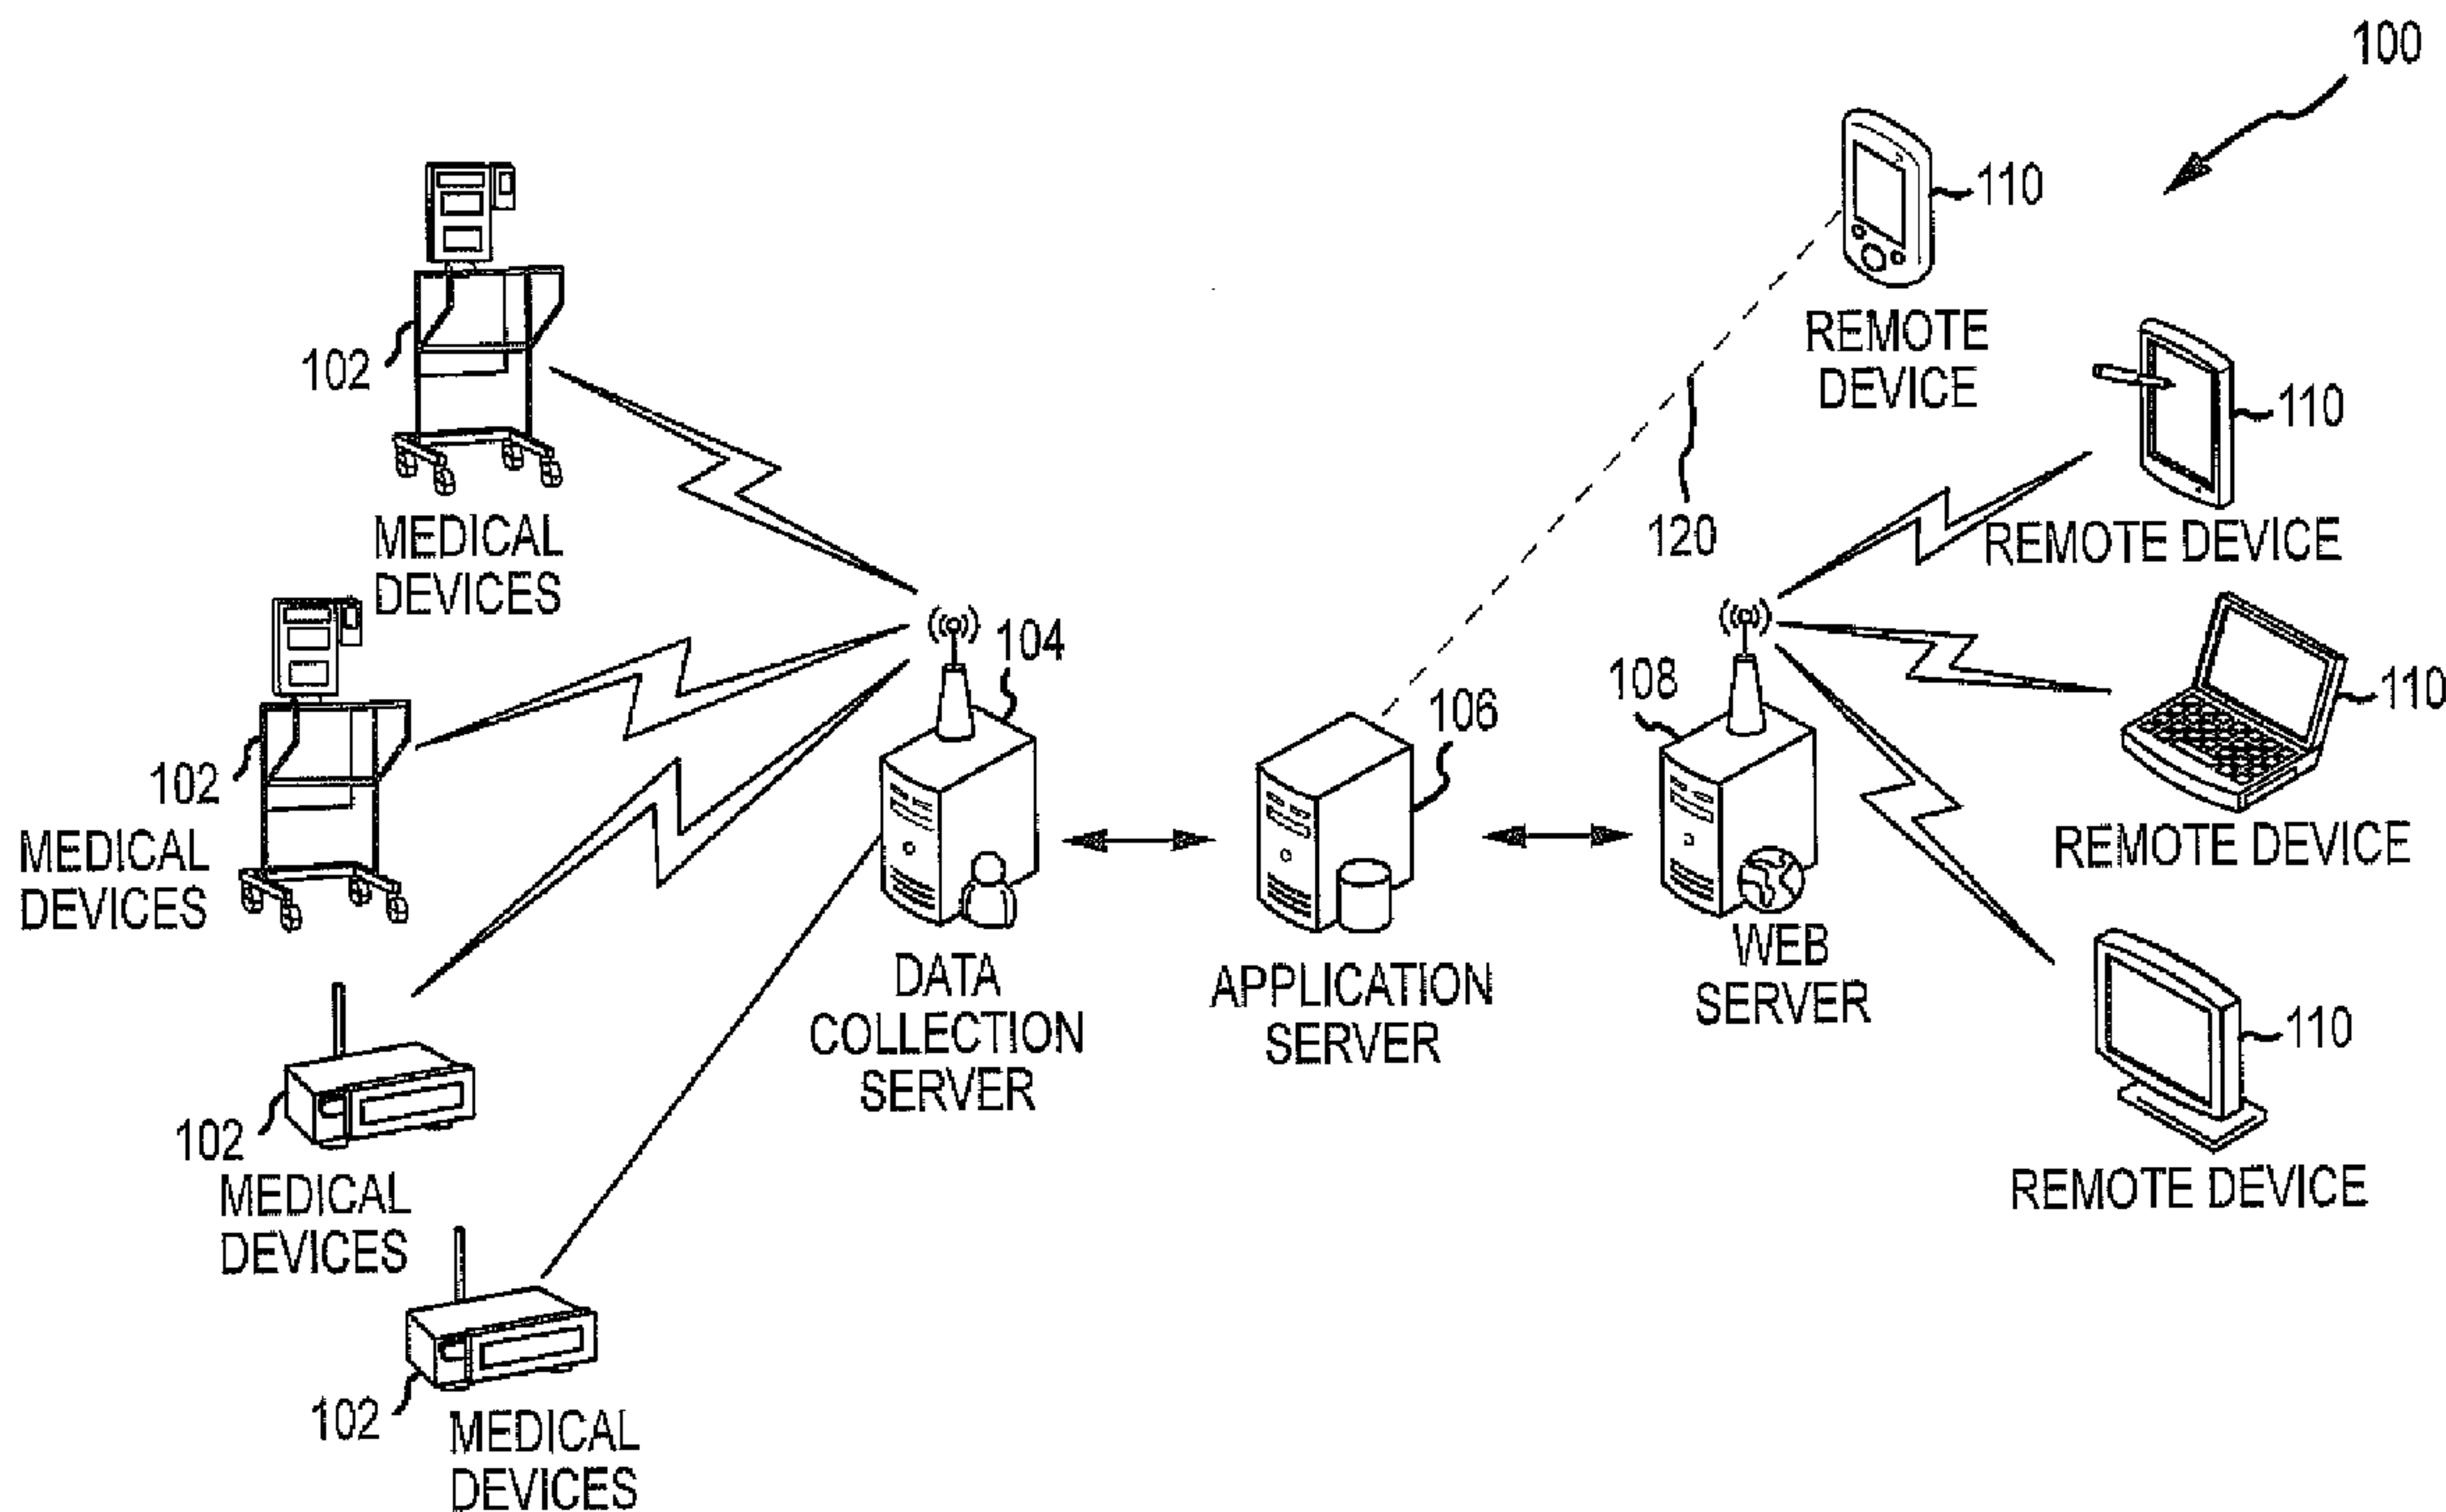 100
110
REMOTE
DEVICE
110
REMOTE DEVICE
120
102
MEDICAL
DEVICES
104
108
106
110
REMOTE DEVICE
102
MEDICAL
DEVICES
DATA
COLLECTION
SERVER
APPLICATION
SERVER
WEB
SERVER
110
REMOTE DEVICE
102
MEDICAL
DEVICES
102
MEDICAL
DEVICES